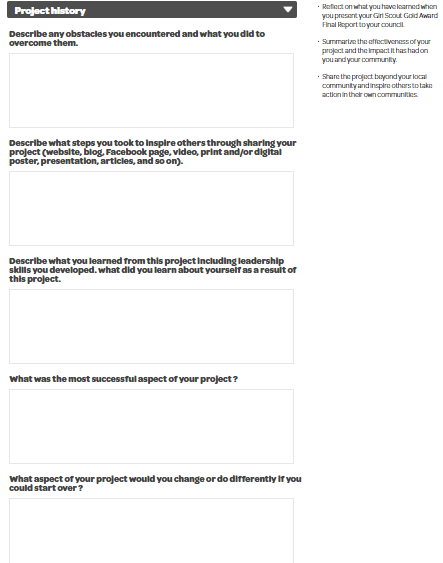 Project history
Describe any obstacles you encountered and what you did to
overcome them.
Describe what steps you took to inspire others through sharing your
project (website, blog, Facebook page, video, print and/or digital
poster, presentation, articles, and so on).
Describe what you learned from this project including leadership
skills you developed. what did you learn about yourself as a result of
this project.
What was the most successful aspect of your project ?
What aspect of your project would you change or do differently if you
could start over ?
· Reflect on what you have learned when
you present your Girl Scout Gold Award
Final Report to your council.
· Summarize the effectiveness of your
project and the impact it has had on
you and your community.
· Share the project beyond your local
community and inspire others to take
action in their own communities.